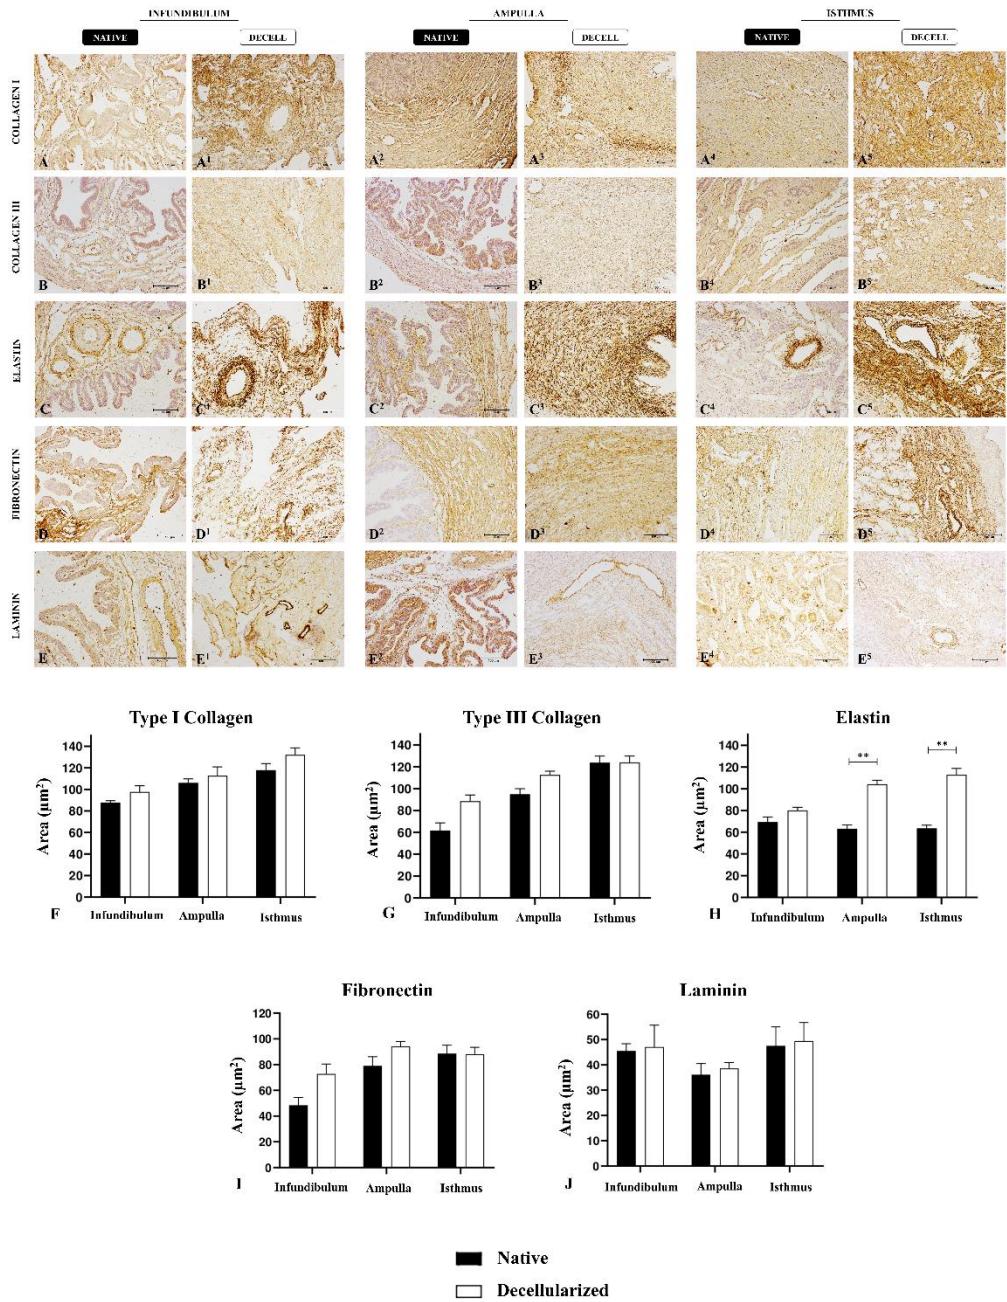 INFUNDIBULUM AMPULLA ISTHMUS
NATIVE DECELL NATIVE DECELL NATIVE DECELL
COLLAGEN I
A A1 A2 A3 A4 A5
COLLAGEN III
B B1 B2 B3 B4 B5
ELASTIN
C C1 C2 C3 C4 C5
FIBRONECTIN
D D1 D2 D3 D4 D5
LAMININ
E E1 E2 E3 E4 E5
Type I Collagen
Area (µm²)
140
120
100
80
60
40
20
0
F Infundibulum Ampulla Isthmus
Type III Collagen
Area (µm²)
140
120
100
80
60
40
20
0
G Infundibulum Ampulla Isthmus
Elastin
Area (µm²)
140
120
100
80
60
40
20
0
** **
H Infundibulum Ampulla Isthmus
Fibronectin
Area (µm²)
120
100
80
60
40
20
0
I Infundibulum Ampulla Isthmus
Laminin
Area (µm²)
60
50
40
30
20
10
0
J Infundibulum Ampulla Isthmus
Native
Decellularized